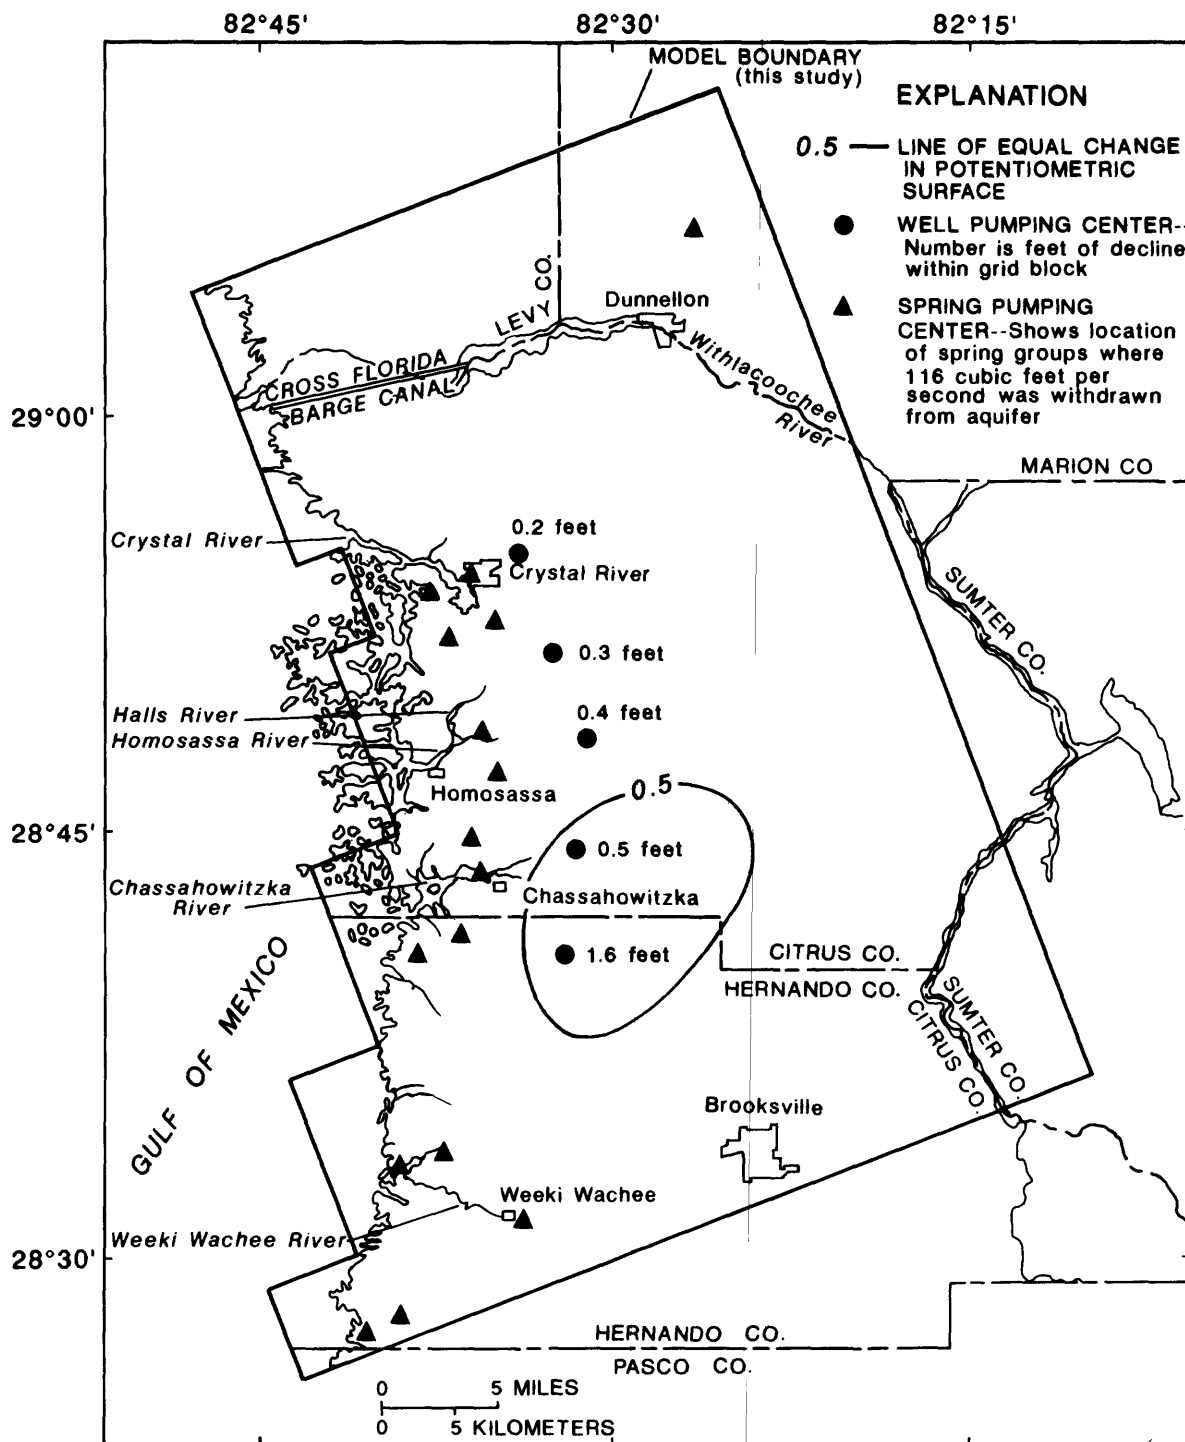 82°45' 82°30' 82°15'
MODEL BOUNDARY
(this study)
EXPLANATION
0.5
LINE OF EQUAL CHANGE
IN POTENTIOMETRIC
SURFACE
WELL PUMPING CENTER--
Number is feet of decline
within grid block
SPRING PUMPING
CENTER--Shows location
of spring groups where
116 cubic feet per
second was withdrawn
from aquifer
LEVY CO.
Dunnellon
Withlacoochee
River
CROSS FLORIDA
BARGE CANAL
29°00'
MARION CO
Crystal River
0.2 feet
Crystal River
SUMTER CO.
0.3 feet
Halls River
0.4 feet
Homosassa River
Homosassa
0.5
28°45'
0.5 feet
Chassahowitzka
River
Chassahowitzka
1.6 feet
CITRUS CO.
HERNANDO CO.
GULF OF MEXICO
SUMTER CO.
CITRUS CO.
Brooksville
Weeki Wachee
Weeki Wachee River
28°30'
HERNANDO CO.
PASCO CO.
0 5 MILES
0 5 KILOMETERS